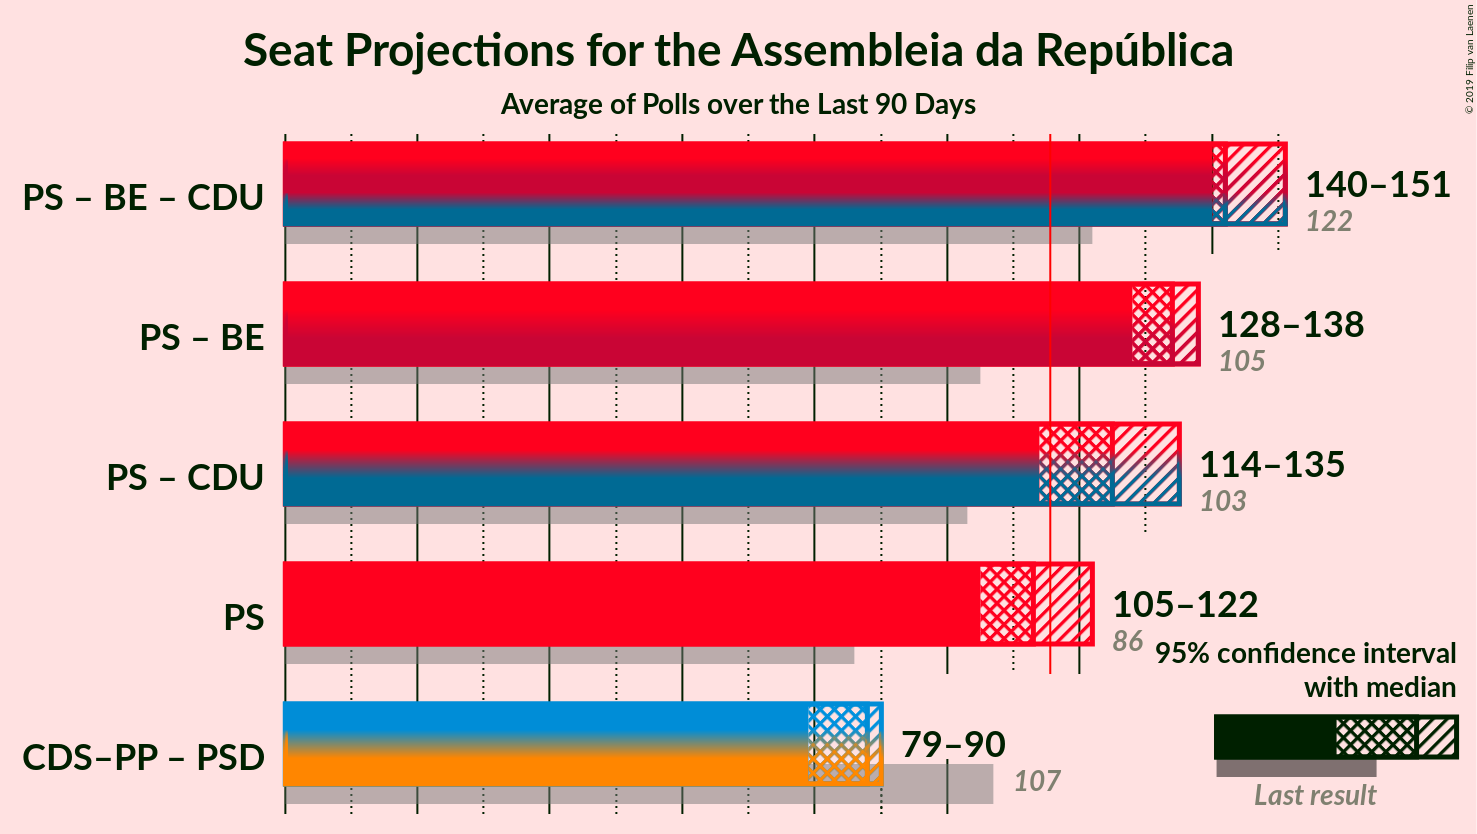 Seat Projections for the Assembleia da República
Average of Polls over the Last 90 Days
© 2019 Filip van Laenen
PS – BE – CDU
140–151
122
PS – BE
128–138
105
PS – CDU
114–135
103
PS
105–122
86
95% confidence interval
with median
Last result
CDS–PP – PSD
79–90
107